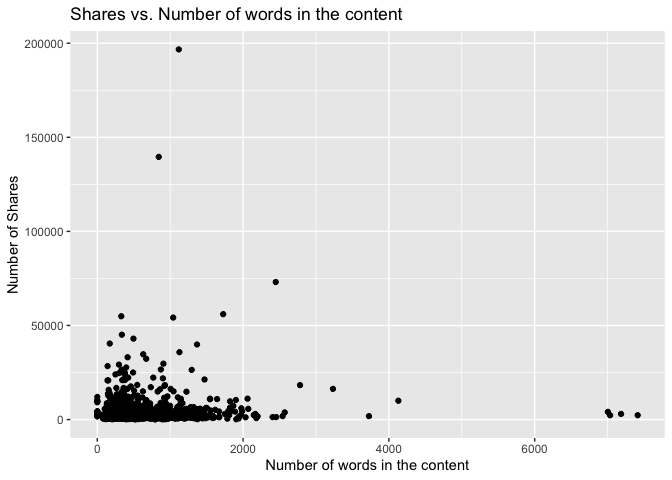 Shares vs. Number of words in the content
200000
150000
100000
50000
0
Number of Shares
0 2000 4000 6000
Number of words in the content